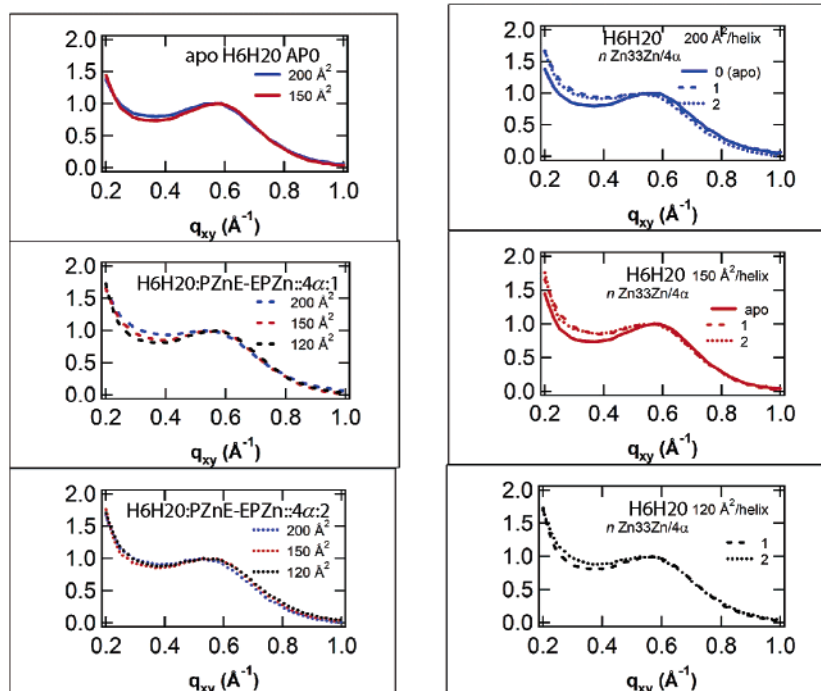 apo H6H20 AP0
200 Å²
150 Å²
2.0
1.5
1.0
0.5
0.0
0.2 0.4 0.6 0.8 1.0
q_xy (Å⁻¹)
H6H20:PZnE-EPZn::4α:1
200 Å²
150 Å²
120 Å²
2.0
1.5
1.0
0.5
0.0
0.2 0.4 0.6 0.8 1.0
q_xy (Å⁻¹)
H6H20:PZnE-EPZn::4α:2
200 Å²
150 Å²
120 Å²
2.0
1.5
1.0
0.5
0.0
0.2 0.4 0.6 0.8 1.0
q_xy (Å⁻¹)
H6H20 200 Å²/helix
n Zn33Zn/4α
0 (apo)
1
2
2.0
1.5
1.0
0.5
0.0
0.2 0.4 0.6 0.8 1.0
q_xy (Å⁻¹)
H6H20 150 Å²/helix
n Zn33Zn/4α
apo
1
2
2.0
1.5
1.0
0.5
0.0
0.2 0.4 0.6 0.8 1.0
q_xy (Å⁻¹)
H6H20 120 Å²/helix
n Zn33Zn/4α
1
2
2.0
1.5
1.0
0.5
0.0
0.2 0.4 0.6 0.8 1.0
q_xy (Å⁻¹)